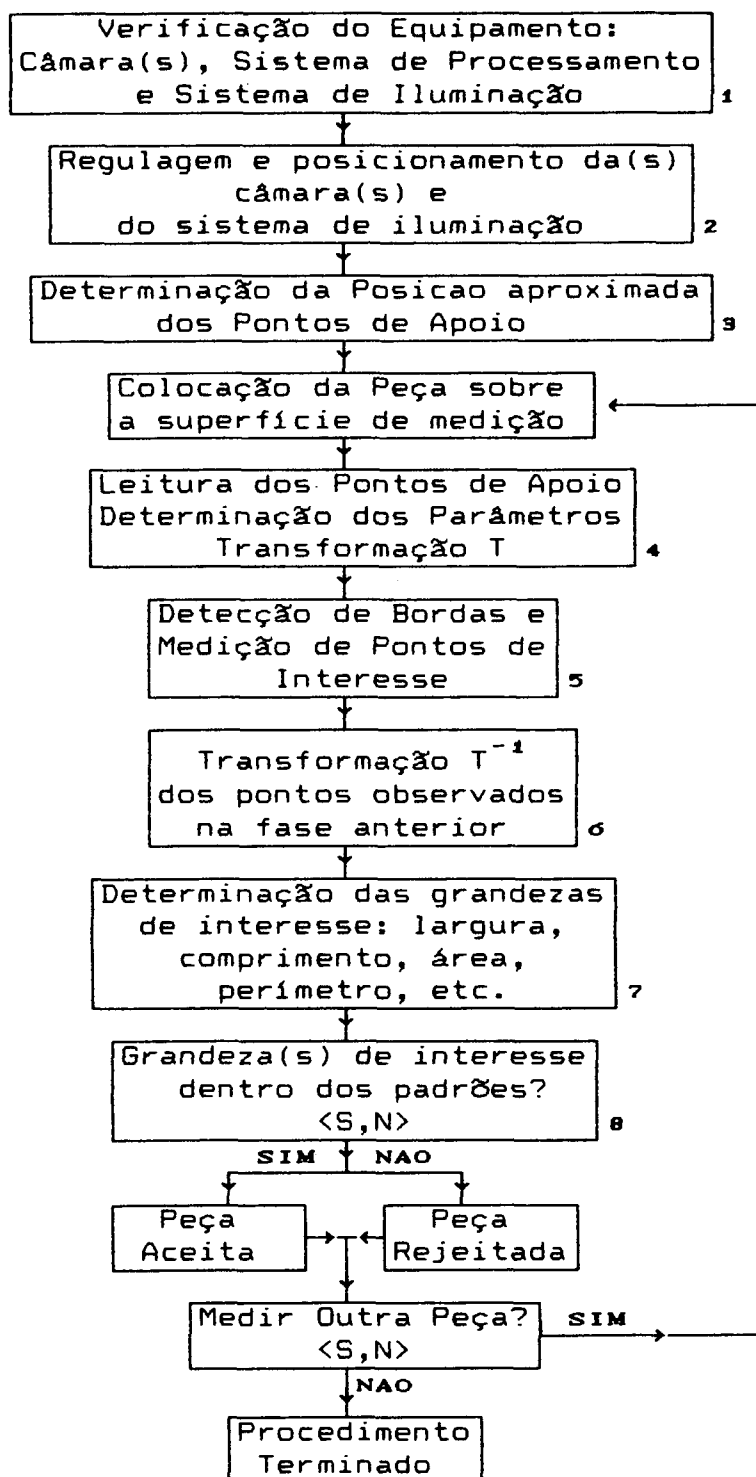 Verificação do Equipamento:
Câmara(s), Sistema de Processamento
e Sistema de Iluminação 1
Regulagem e posicionamento da(s)
câmara(s) e
do sistema de iluminação 2
Determinação da Posicao aproximada
dos Pontos de Apoio 3
Colocação da Peça sobre
a superfície de medição
Leitura dos Pontos de Apoio
Determinação dos Parâmetros
Transformação T 4
Detecção de Bordas e
Medição de Pontos de
Interesse 5
Transformação T⁻¹
dos pontos observados
na fase anterior 6
Determinação das grandezas
de interesse: largura,
comprimento, área,
perímetro, etc. 7
Grandeza(s) de interesse
dentro dos padrões?
<S,N> 8
SIM NAO
Peça Peça
Aceita Rejeitada
Medir Outra Peça? SIM
<S,N>
NAO
Procedimento
Terminado